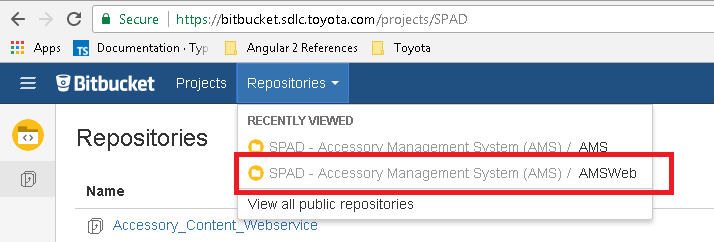 Secure https://bitbucket.sdlc.toyota.com/projects/SPAD
Apps TS Documentation · Typ Angular 2 References Toyota
Bitbucket Projects Repositories
RECENTLY VIEWED
SPAD - Accessory Management System (AMS) / AMS
Repositories
SPAD - Accessory Management System (AMS) / AMSWeb
Name
View all public repositories
Accessory_Content_Webservice